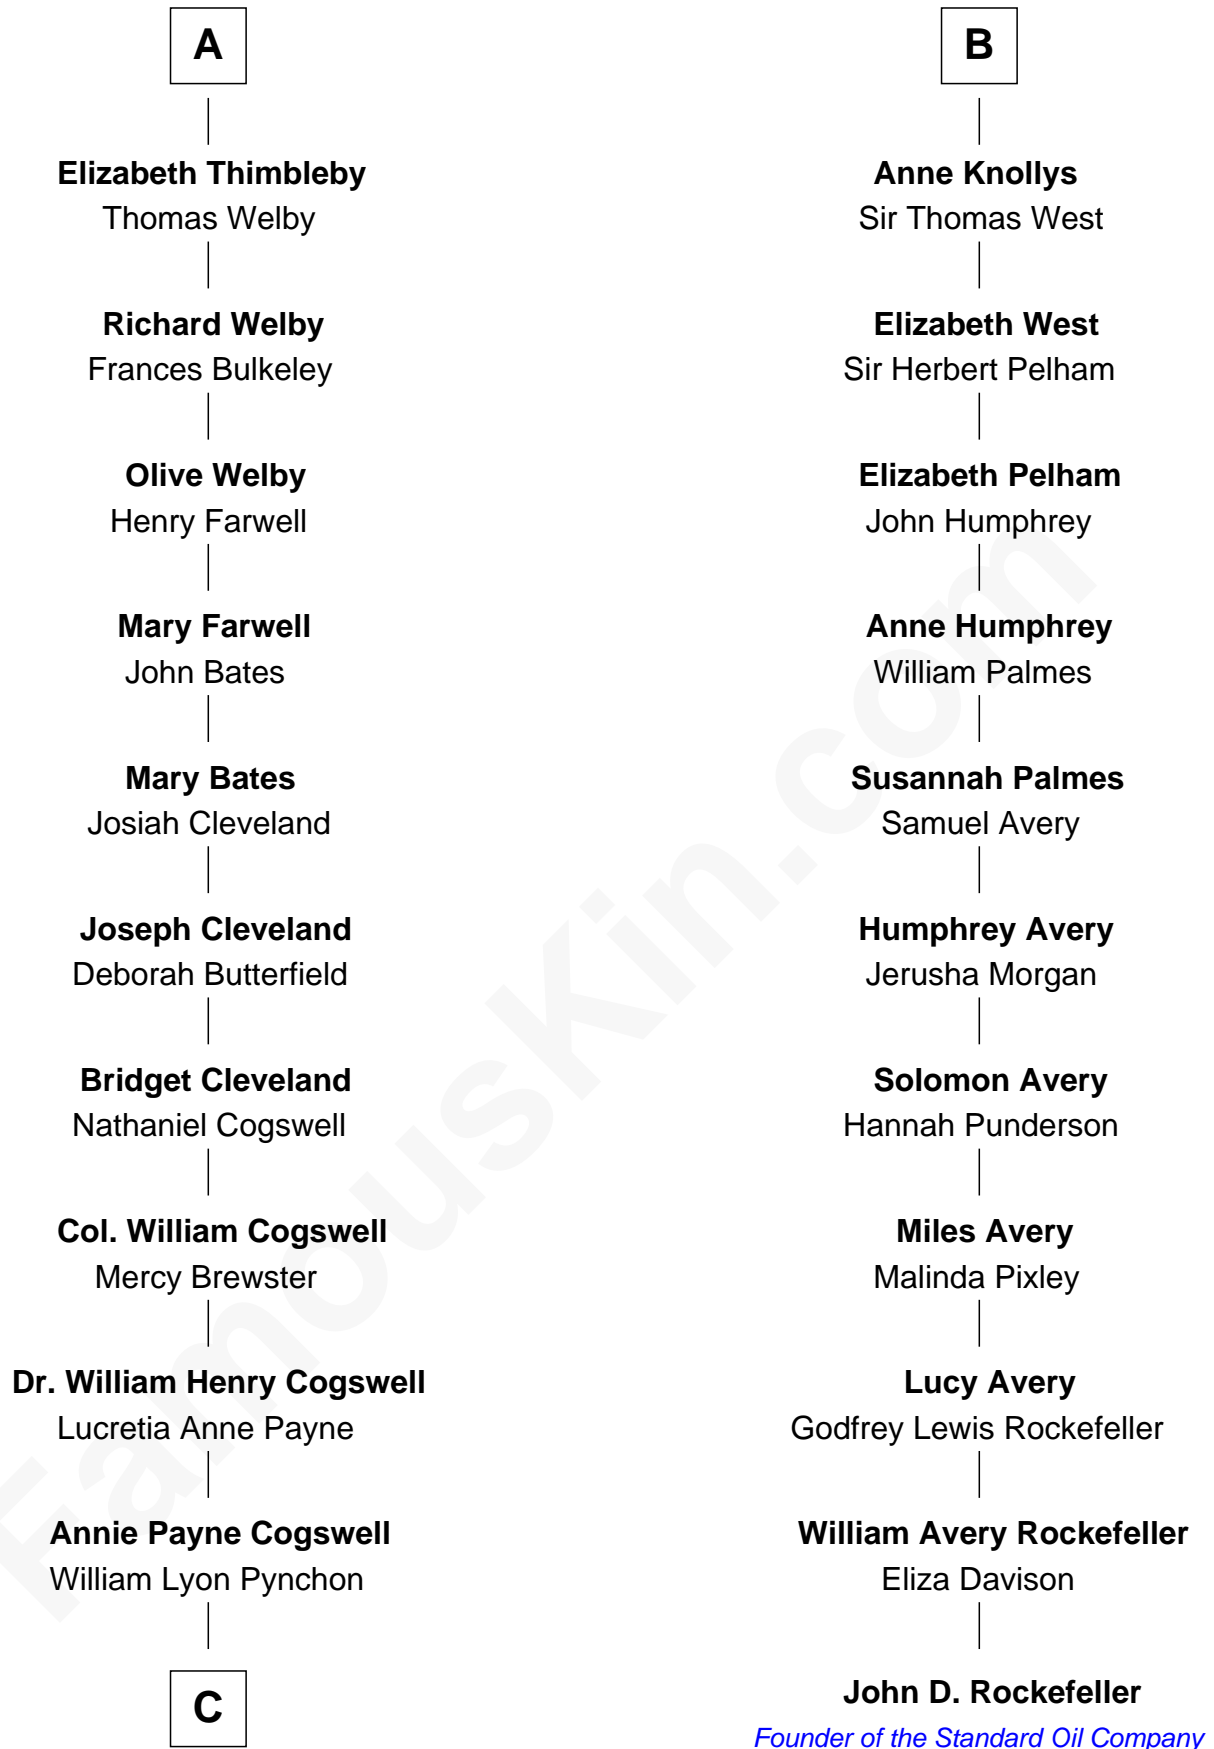 A
Elizabeth Thimbleby
Thomas Welby
Richard Welby
Frances Bulkeley
Olive Welby
Henry Farwell
Mary Farwell
John Bates
Mary Bates
Josiah Cleveland
Joseph Cleveland
Deborah Butterfield
Bridget Cleveland
Nathaniel Cogswell
Col. William Cogswell
Mercy Brewster
Dr. William Henry Cogswell
Lucretia Anne Payne
Annie Payne Cogswell
William Lyon Pynchon
C
B
Anne Knollys
Sir Thomas West
Elizabeth West
Sir Herbert Pelham
Elizabeth Pelham
John Humphrey
Anne Humphrey
William Palmes
Susannah Palmes
Samuel Avery
Humphrey Avery
Jerusha Morgan
Solomon Avery
Hannah Punderson
Miles Avery
Malinda Pixley
Lucy Avery
Godfrey Lewis Rockefeller
William Avery Rockefeller
Eliza Davison
John D. Rockefeller
Founder of the Standard Oil Company
FamousKin.com